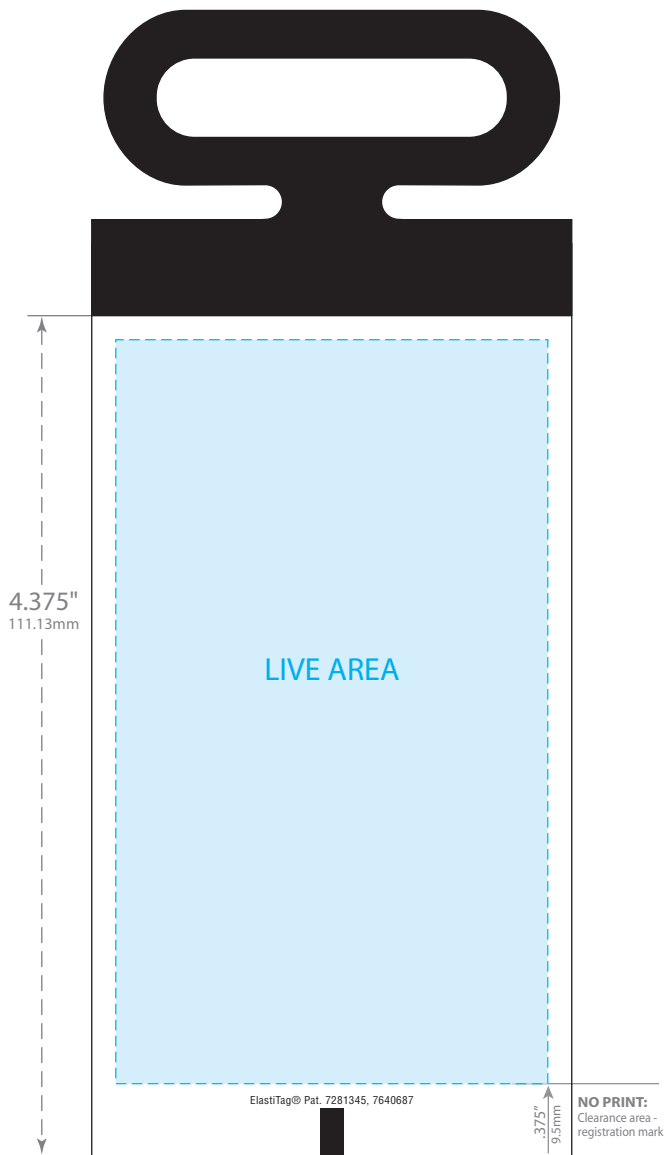 4.375"
111.13mm
LIVE AREA
ElastiTag® Pat. 7281345, 7640687
.375"
9.5mm
NO PRINT:
Clearance area -
registration mark